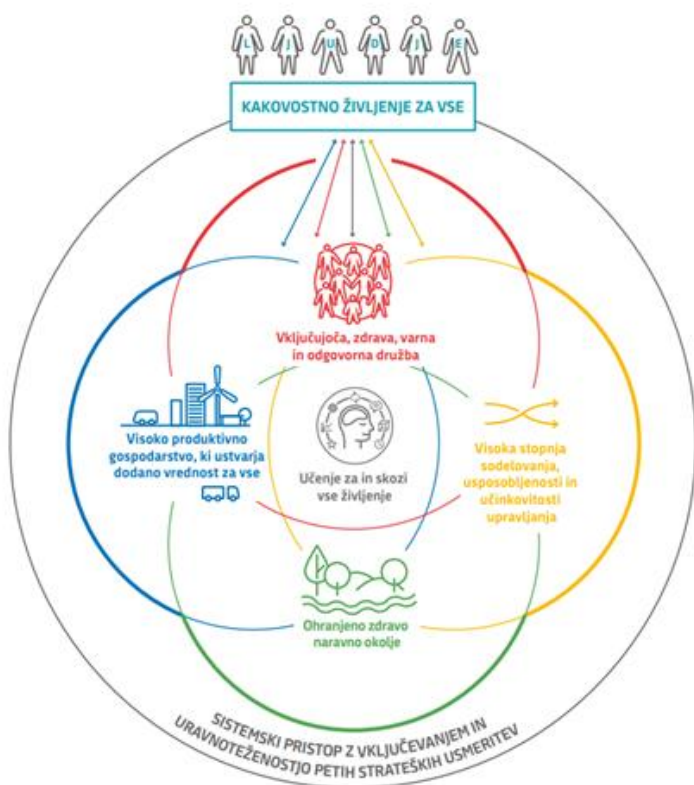 L J U D J E
KAKOVOSTNO ŽIVLJENJE ZA VSE
Vključujoča, zdrava, varna
in odgovorna družba
Visoko produktivno
gospodarstvo, ki ustvarja
dodano vrednost za vse
Učenje za in skozi
vse življenje
Visoka stopnja
sodelovanja,
usposobljenosti in
učinkovitosti
upravljanja
Ohranjeno zdravo
naravno okolje
SISTEMSKI PRISTOP Z VKLJUČEVANJEM IN
URAVNOTEŽENOSTJO PETIH STRATEŠKIH USMERITEV